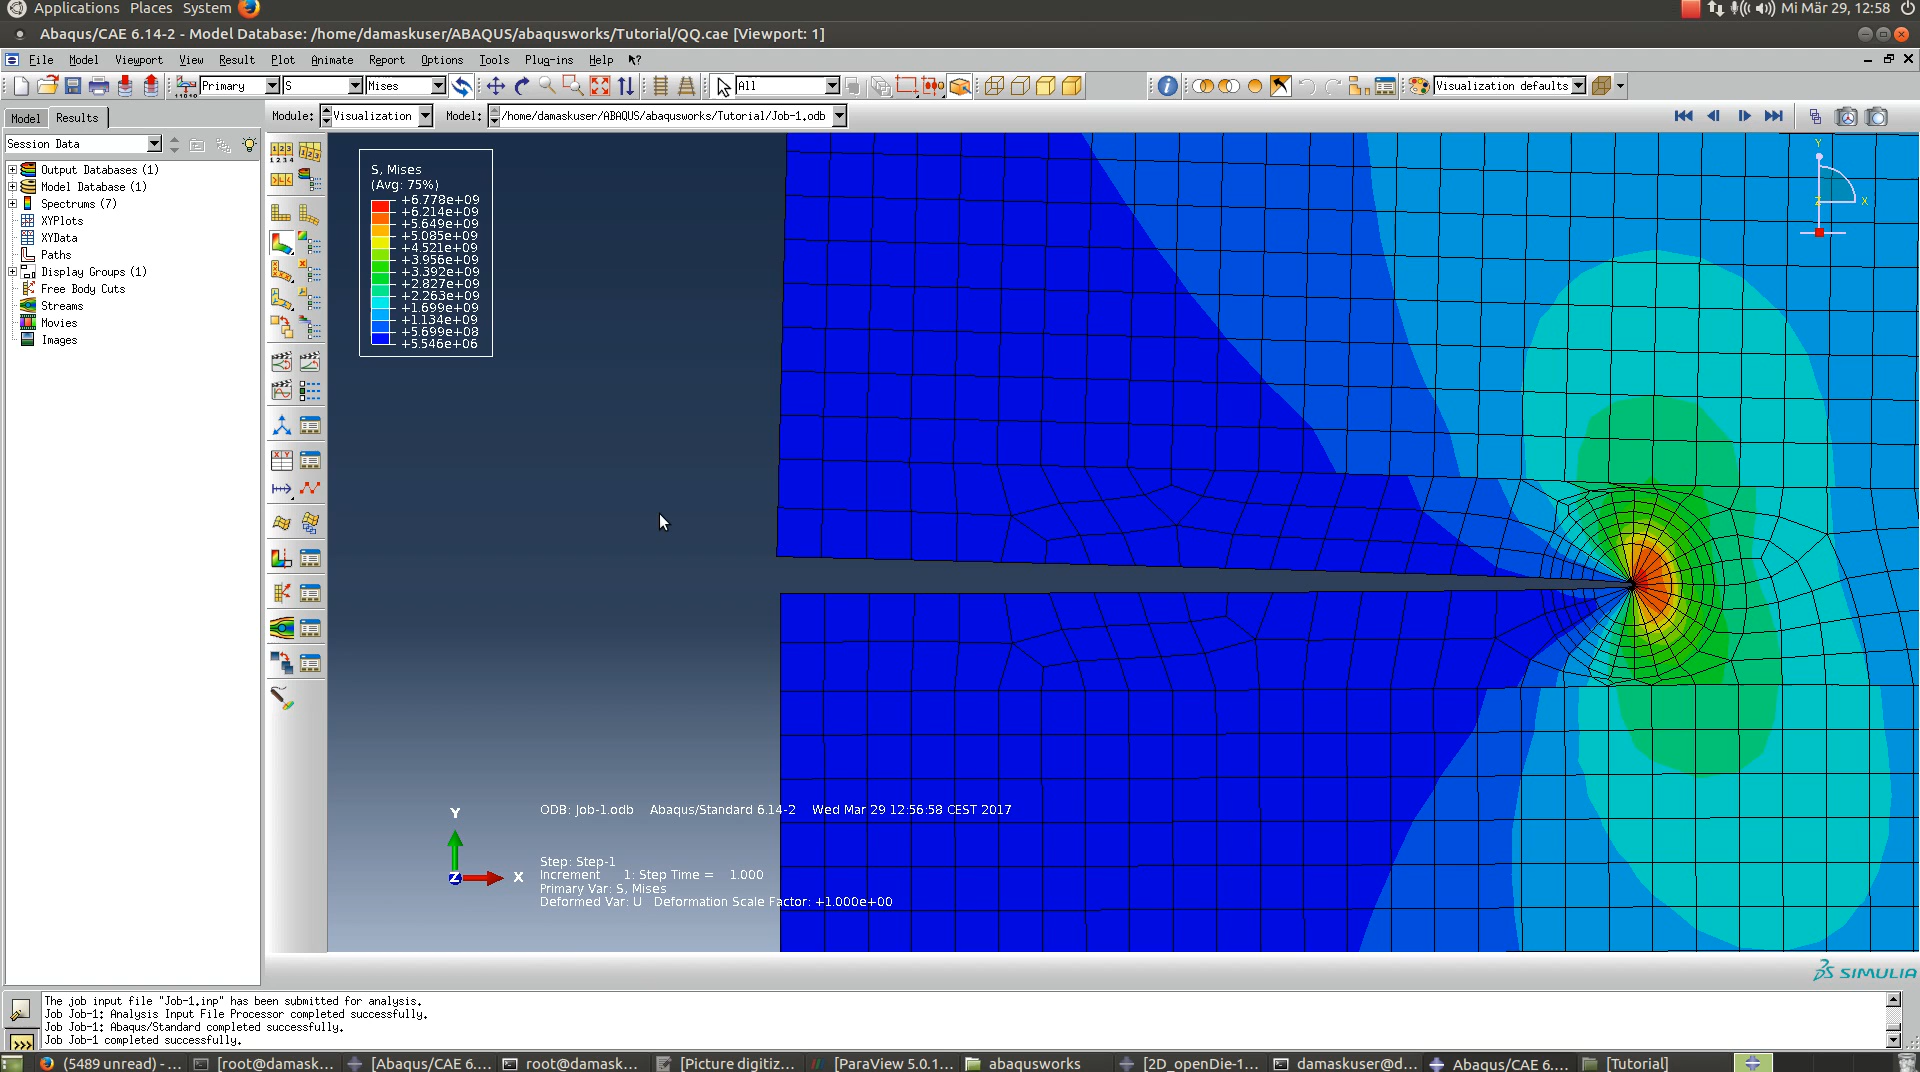 Applications Places System
Mi Mär 29, 12:58
Abaqus/CAE 6.14-2 - Model Database: /home/damaskuser/ABAQUS/abaqusworks/Tutorial/QQ.cae [Viewport: 1]
File Model Viewport View Result Plot Animate Report Options Tools Plug-ins Help
Primary S Mises All Visualization defaults
Model Results
Module: Visualization Model: /home/damaskuser/ABAQUS/abaqusworks/Tutorial/Job-1.odb
Session Data
Output Databases (1)
Model Database (1)
Spectrums (7)
XYPlots
XYData
Paths
Display Groups (1)
Free Body Cuts
Streams
Movies
Images
S, Mises
(Avg: 75%)
+6.778e+09
+6.214e+09
+5.649e+09
+5.085e+09
+4.521e+09
+3.956e+09
+3.392e+09
+2.827e+09
+2.263e+09
+1.699e+09
+1.134e+09
+5.699e+08
+5.546e+06
Y
Z X
Y
Z X
ODB: Job-1.odb Abaqus/Standard 6.14-2 Wed Mar 29 12:56:58 CEST 2017
Step: Step-1
Increment 1: Step Time = 1.000
Primary Var: S, Mises
Deformed Var: U Deformation Scale Factor: +1.000e+00
SIMULIA
The job input file "Job-1.inp" has been submitted for analysis.
Job Job-1: Analysis Input File Processor completed successfully.
Job Job-1: Abaqus/Standard completed successfully.
Job Job-1 completed successfully.
(5489 unread) - ... [root@damask... [Abaqus/CAE 6.... root@damask... [Picture digitiz... [ParaView 5.0.1... abaqusworks [2D_openDie-1... damaskuser@d... Abaqus/CAE 6.... [Tutorial]